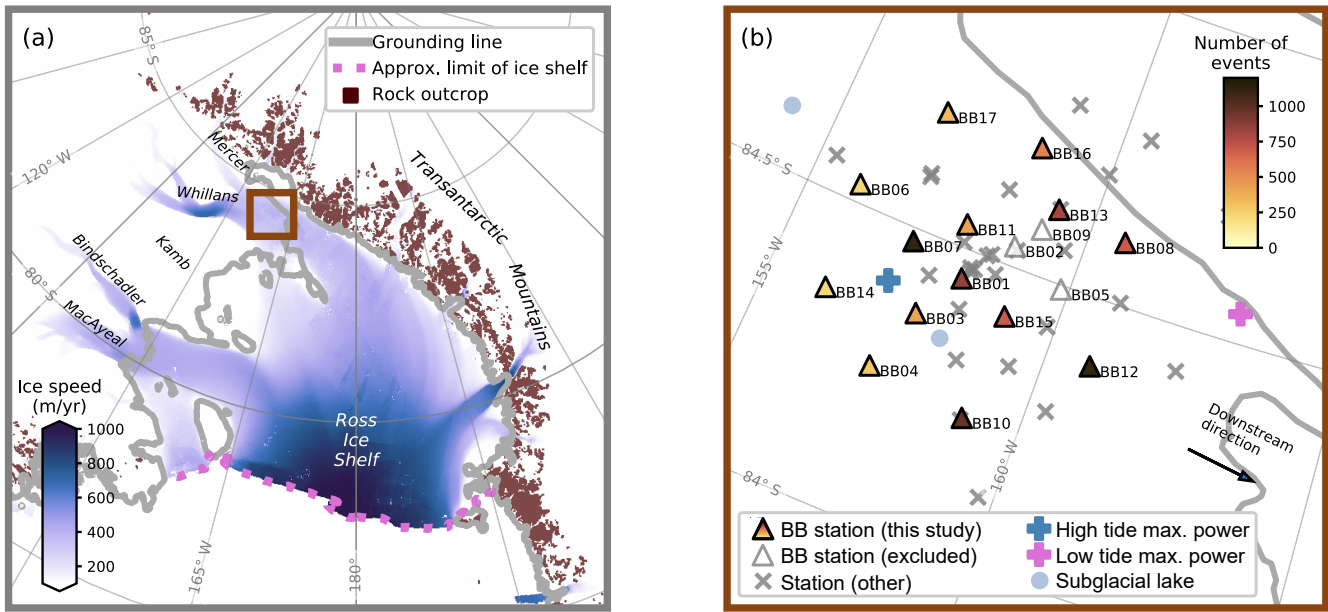 (a)
Grounding line
Approx. limit of ice shelf
Rock outcrop
85° S
120° W
Mercer
Whillans
Transantarctic
Mountains
Kamb
Bindschadler
80° S
MacAyeal
Ice speed
(m/yr)
1000
800
600
400
200
Ross
Ice
Shelf
165° W
180°
(b)
Number of
events
1000
750
500
250
0
84.5° S
BB17
BB16
BB06
BB13
BB11
BB09
BB07
BB02
BB08
155° W
BB14
BB01
BB05
BB03
BB15
BB04
BB12
BB10
Downstream
direction
160° W
84° S
BB station (this study)
BB station (excluded)
Station (other)
High tide max. power
Low tide max. power
Subglacial lake